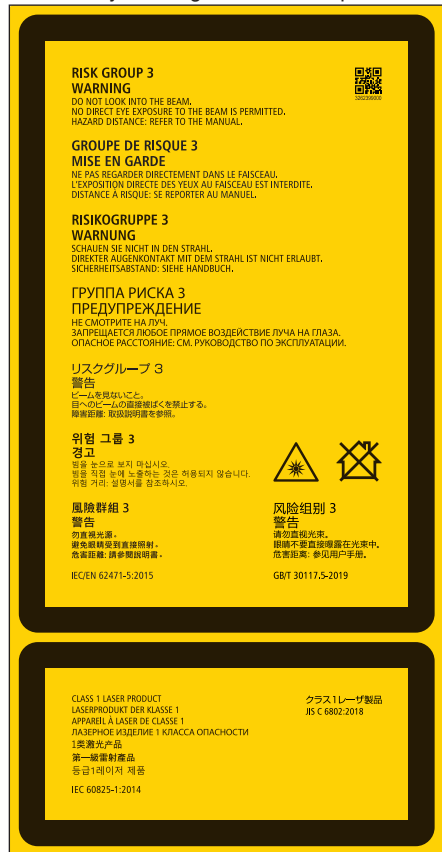 RISK GROUP 3
WARNING
DO NOT LOOK INTO THE BEAM.
NO DIRECT EYE EXPOSURE TO THE BEAM IS PERMITTED.
HAZARD DISTANCE: REFER TO THE MANUAL.
3262399000
GROUPE DE RISQUE 3
MISE EN GARDE
NE PAS REGARDER DIRECTEMENT DANS LE FAISCEAU.
L'EXPOSITION DIRECTE DES YEUX AU FAISCEAU EST INTERDITE.
DISTANCE À RISQUE: SE REPORTER AU MANUEL.
RISIKOGRUPPE 3
WARNUNG
SCHAUEN SIE NICHT IN DEN STRAHL.
DIREKTER AUGENKONTAKT MIT DEM STRAHL IST NICHT ERLAUBT.
SICHERHEITSABSTAND: SIEHE HANDBUCH.
ГРУППА РИСКА 3
ПРЕДУПРЕЖДЕНИЕ
НЕ СМОТРИТЕ НА ЛУЧ.
ЗАПРЕЩАЕТСЯ ЛЮБОЕ ПРЯМОЕ ВОЗДЕЙСТВИЕ ЛУЧА НА ГЛАЗА.
ОПАСНОЕ РАССТОЯНИЕ: СМ. РУКОВОДСТВО ПО ЭКСПЛУАТАЦИИ.
リスクグループ 3
警告
ビームを見ないこと。
目へのビームの直接被ばくを禁止する。
障害距離: 取扱説明書を参照。
위험 그룹 3
경고
빔을 눈으로 보지 마십시오.
빔을 직접 눈에 노출하는 것은 허용되지 않습니다.
위험 거리: 설명서를 참조하시오.
風險群組 3
警告
勿直視光源。
避免眼睛受到直接照射。
危害距離: 請參閱說明書。
IEC/EN 62471-5:2015
风险组别 3
警告
请勿直视光束。
眼睛不要直接曝露在光束中。
危害距离: 参见用户手册。
GB/T 30117.5-2019
CLASS 1 LASER PRODUCT
LASERPRODUKT DER KLASSE 1
APPAREIL À LASER DE CLASSE 1
ЛАЗЕРНОЕ ИЗДЕЛИЕ 1 КЛАССА ОПАСНОСТИ
1类激光产品
第一級雷射產品
등급1레이저 제품
IEC 60825-1:2014
クラス1レーザ製品
JIS C 6802:2018